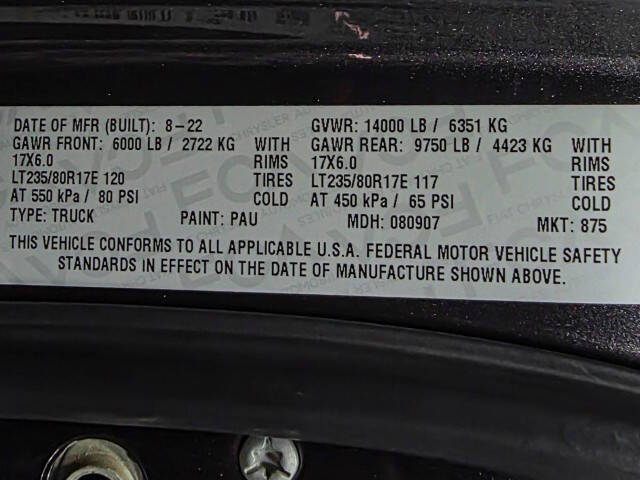 DATE OF MFR (BUILT): 8-22 GVWR: 14000 LB / 6351 KG
GAWR FRONT: 6000 LB / 2722 KG WITH GAWR REAR: 9750 LB / 4423 KG WITH
17X6.0 RIMS 17X6.0 RIMS
LT235/80R17E 120 TIRES LT235/80R17E 117 TIRES
AT 550 kPa / 80 PSI COLD AT 450 kPa / 65 PSI COLD
TYPE: TRUCK PAINT: PAU MDH: 080907 MKT: 875
THIS VEHICLE CONFORMS TO ALL APPLICABLE U.S.A. FEDERAL MOTOR VEHICLE SAFETY
STANDARDS IN EFFECT ON THE DATE OF MANUFACTURE SHOWN ABOVE.